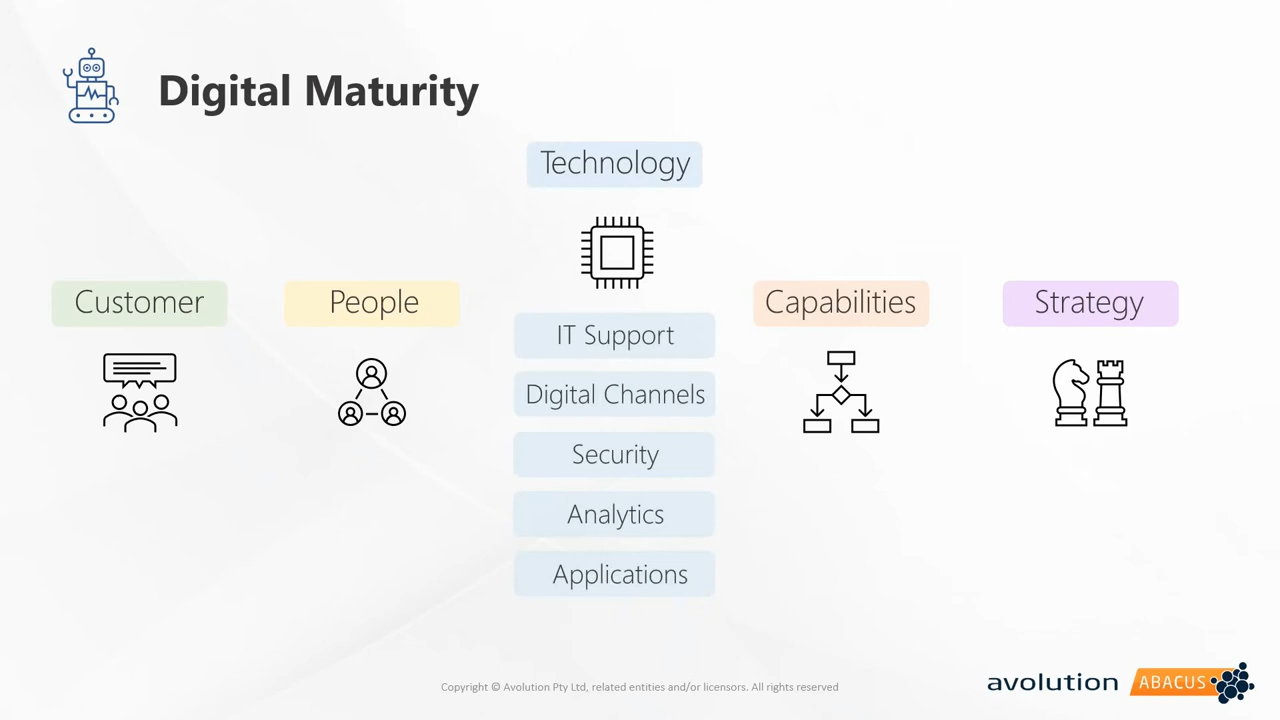 Digital Maturity
Technology
Customer
People
Capabilities
Strategy
IT Support
Digital Channels
Security
Analytics
Applications
Copyright © Avolution Pty Ltd, related entities and/or licensors. All rights reserved
avolution ABACUS